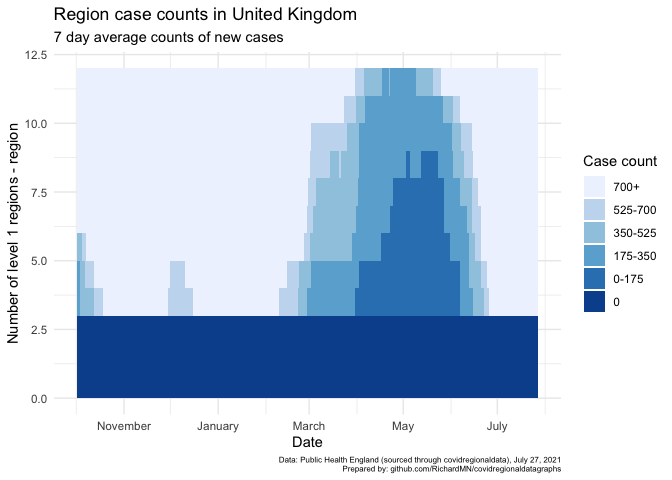 Region case counts in United Kingdom
7 day average counts of new cases
Number of level 1 regions - region
12.5
10.0
7.5
5.0
2.5
0.0
November
January
March
May
July
Date
Case count
700+
525-700
350-525
175-350
0-175
0
Data: Public Health England (sourced through covidregionaldata), July 27, 2021
Prepared by: github.com/RichardMN/covidregionaldatagraphs